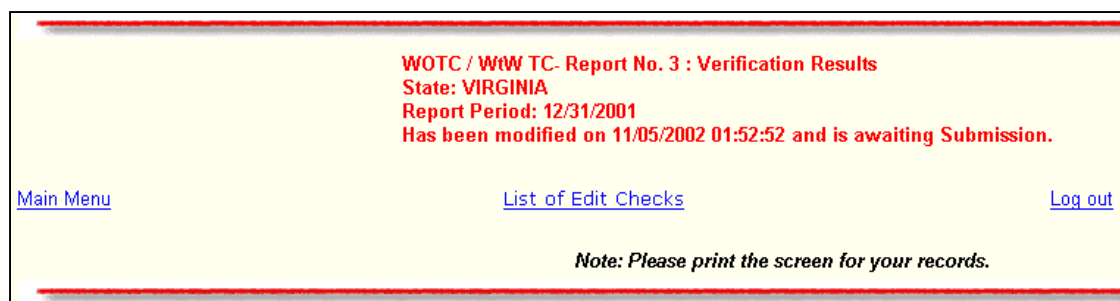 WOTC / WtW TC- Report No. 3 : Verification Results
State: VIRGINIA
Report Period: 12/31/2001
Has been modified on 11/05/2002 01:52:52 and is awaiting Submission.
Main Menu List of Edit Checks Log out
Note: Please print the screen for your records.